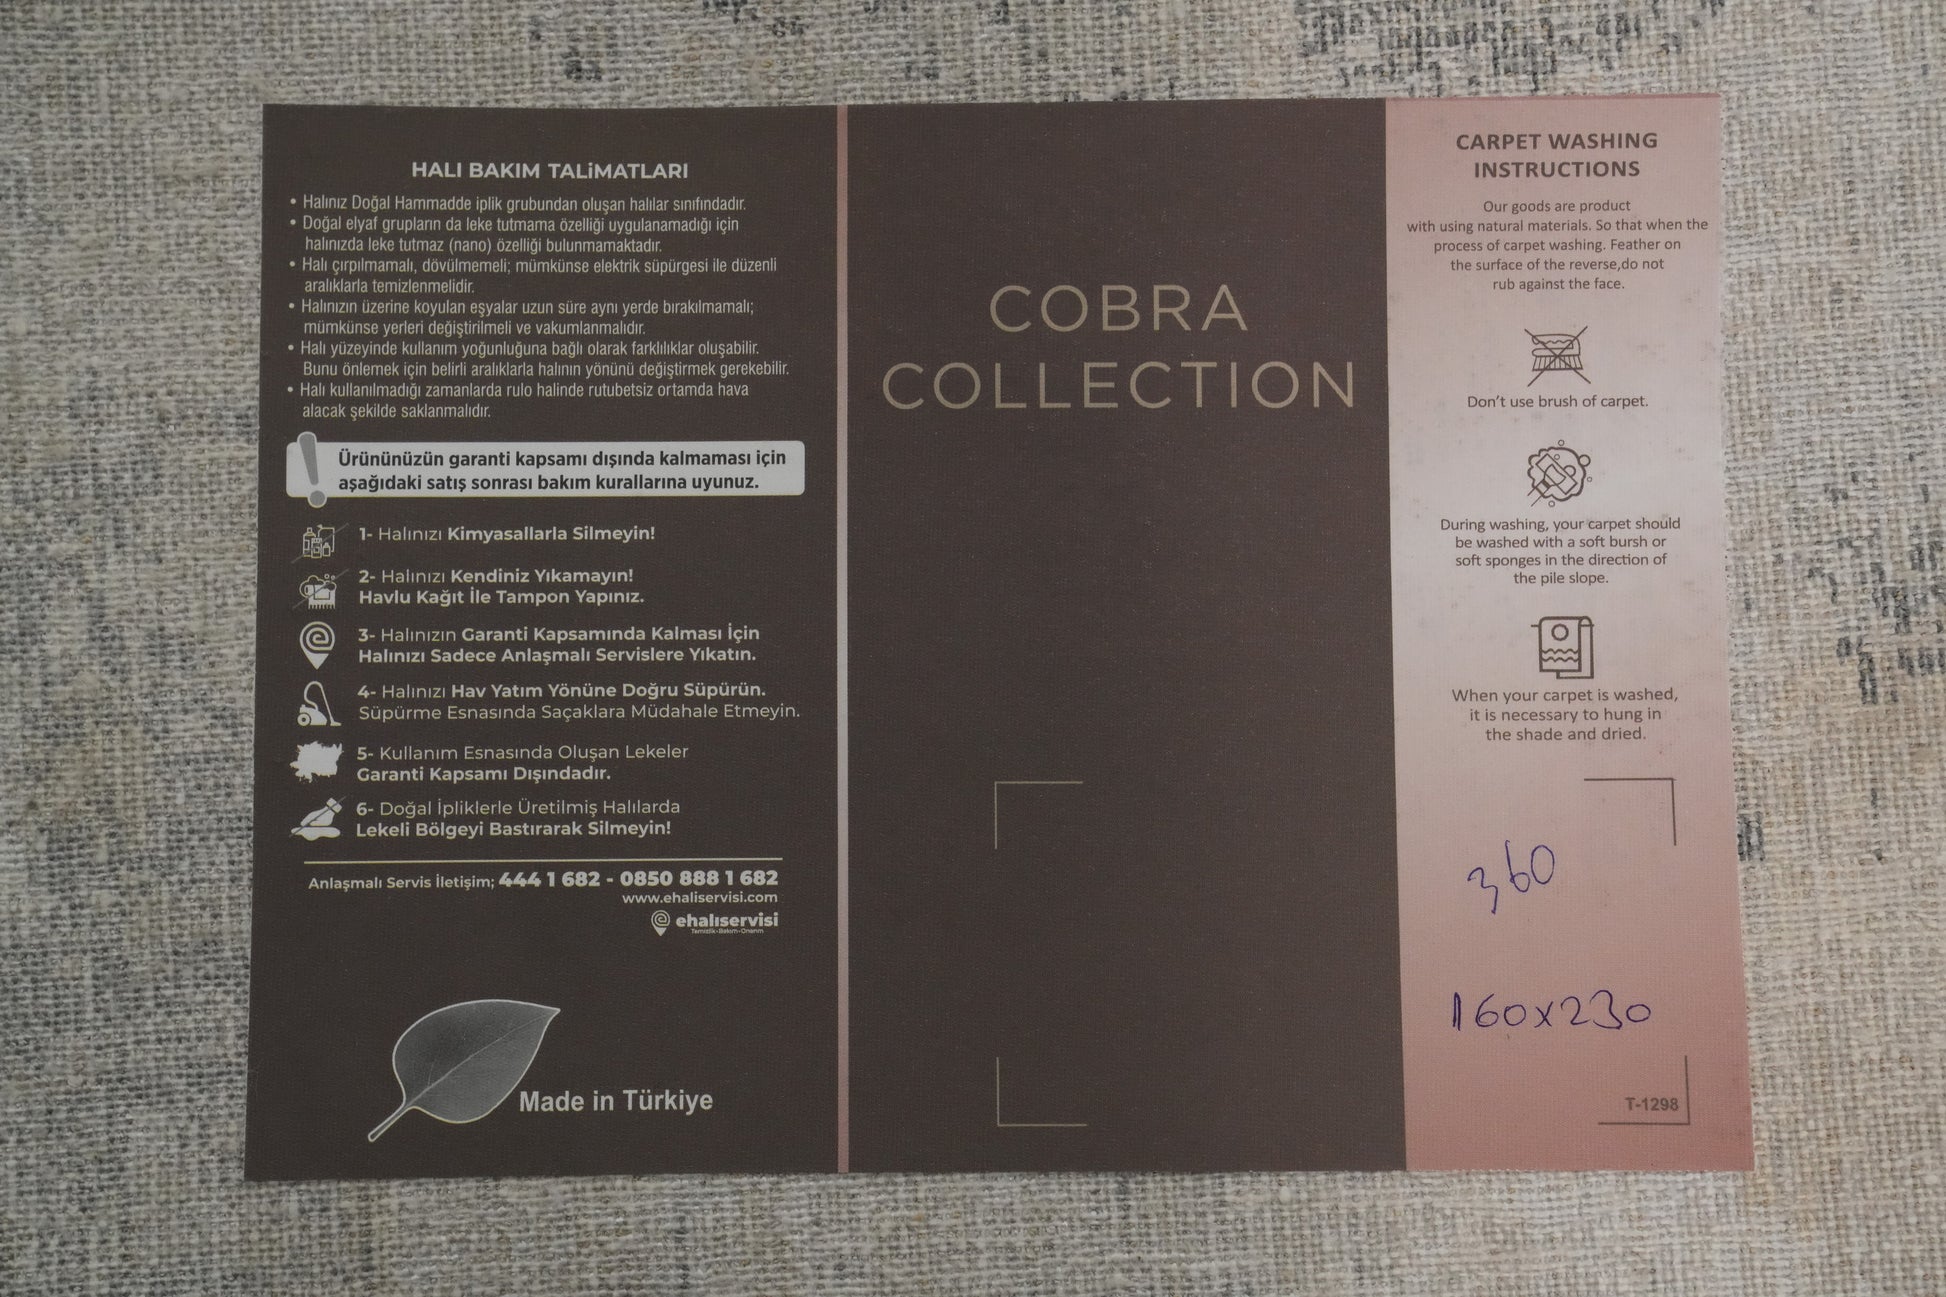 HALI BAKIM TALİMATLARI
• Halınız Doğal Hammadde iplik grubundan oluşan halılar sınıfındadır.
• Doğal elyaf grupların da leke tutmama özelliği uygulanamadığı için
halınızda leke tutmaz (nano) özelliği bulunmamaktadır.
• Halı çırpılmamalı, dövülmemeli; mümkünse elektrik süpürgesi ile düzenli
aralıklarla temizlenmelidir.
• Halınızın üzerine koyulan eşyalar uzun süre aynı yerde bırakılmamalı;
mümkünse yerleri değiştirilmeli ve vakumlanmalıdır.
• Halı yüzeyinde kullanım yoğunluğuna bağlı olarak farklılıklar oluşabilir.
Bunu önlemek için belirli aralıklarla halının yönünü değiştirmek gerekebilir.
• Halı kullanılmadığı zamanlarda rulo halinde rutubetsiz ortamda hava
alacak şekilde saklanmalıdır.
Ürününüzün garanti kapsamı dışında kalmaması için
aşağıdaki satış sonrası bakım kurallarına uyunuz.
1- Halınızı Kimyasallarla Silmeyin!
2- Halınızı Kendiniz Yıkamayın!
Havlu Kağıt İle Tampon Yapınız.
3- Halınızın Garanti Kapsamında Kalması İçin
Halınızı Sadece Anlaşmalı Servislere Yıkatın.
4- Halınızı Hav Yatım Yönüne Doğru Süpürün.
Süpürme Esnasında Saçaklara Müdahale Etmeyin.
5- Kullanım Esnasında Oluşan Lekeler
Garanti Kapsamı Dışındadır.
6- Doğal İpliklerle Üretilmiş Halılarda
Lekeli Bölgeyi Bastırarak Silmeyin!
Anlaşmalı Servis İletişim; 444 1 682 - 0850 888 1 682
www.ehaliservisi.com
ehalıservisi
Temizlik-Bakım-Onarım
Made in Türkiye
COBRA
COLLECTION
CARPET WASHING
INSTRUCTIONS
Our goods are product
with using natural materials. So that when the
process of carpet washing. Feather on
the surface of the reverse,do not
rub against the face.
Don't use brush of carpet.
During washing, your carpet should
be washed with a soft bursh or
soft sponges in the direction of
the pile slope.
When your carpet is washed,
it is necessary to hung in
the shade and dried.
360
160x230
T-1298